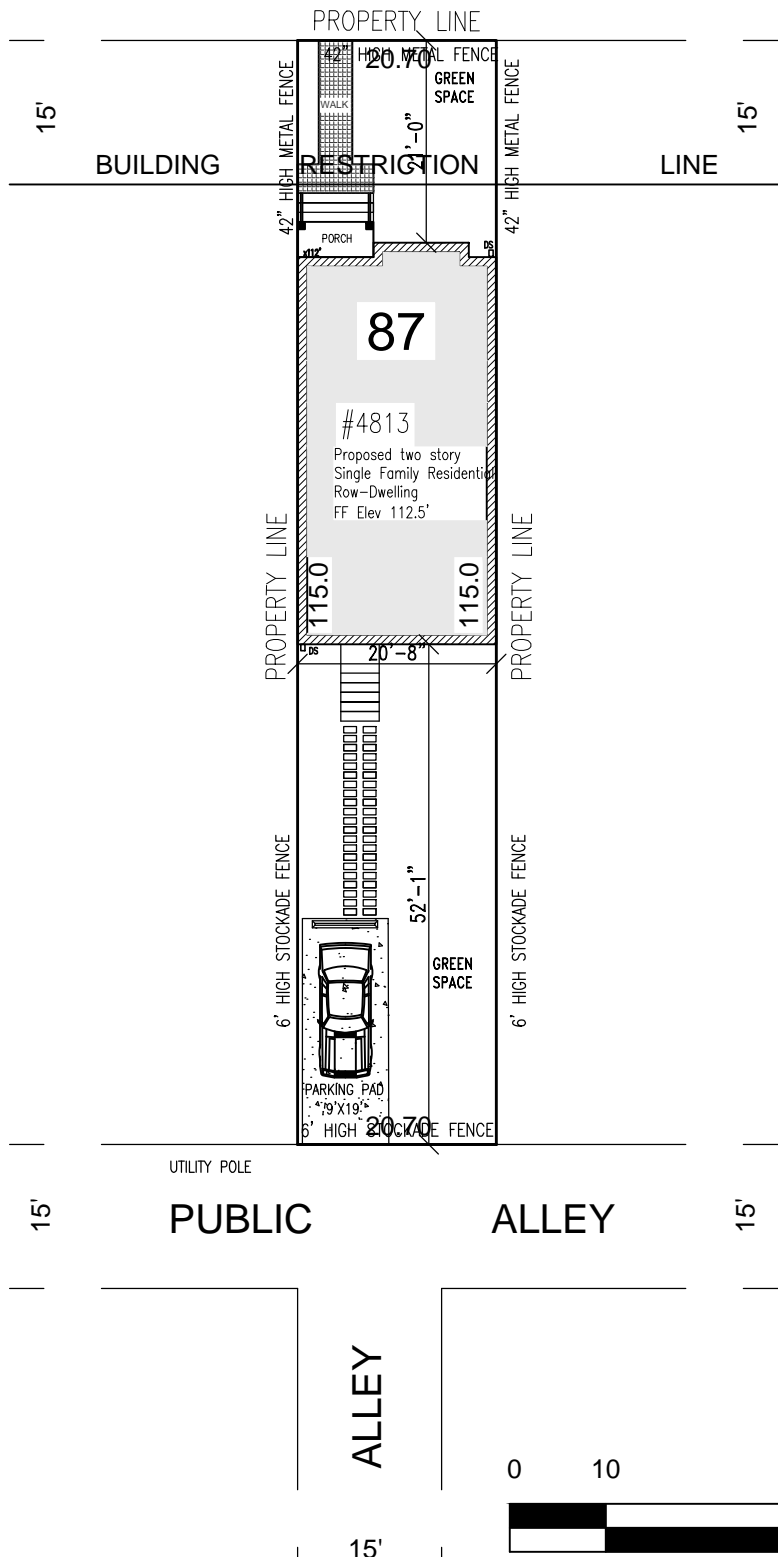 PROPERTY LINE
42" HIGH METAL FENCE
20.70
GREEN
SPACE
WALK
15'
15'
42" HIGH METAL FENCE
42" HIGH METAL FENCE
21'-0"
BUILDING RESTRICTION LINE
PORCH
x112'
DS
87
#4813
Proposed two story
Single Family Residential
Row-Dwelling
FF Elev 112.5'
PROPERTY LINE
PROPERTY LINE
115.0
115.0
DS
20'-8"
6' HIGH STOCKADE FENCE
6' HIGH STOCKADE FENCE
52'-1"
GREEN
SPACE
PARKING PAD
9'X19'
6' HIGH STOCKADE FENCE
20.70
UTILITY POLE
15'
PUBLIC ALLEY
15'
ALLEY
0 10
15'